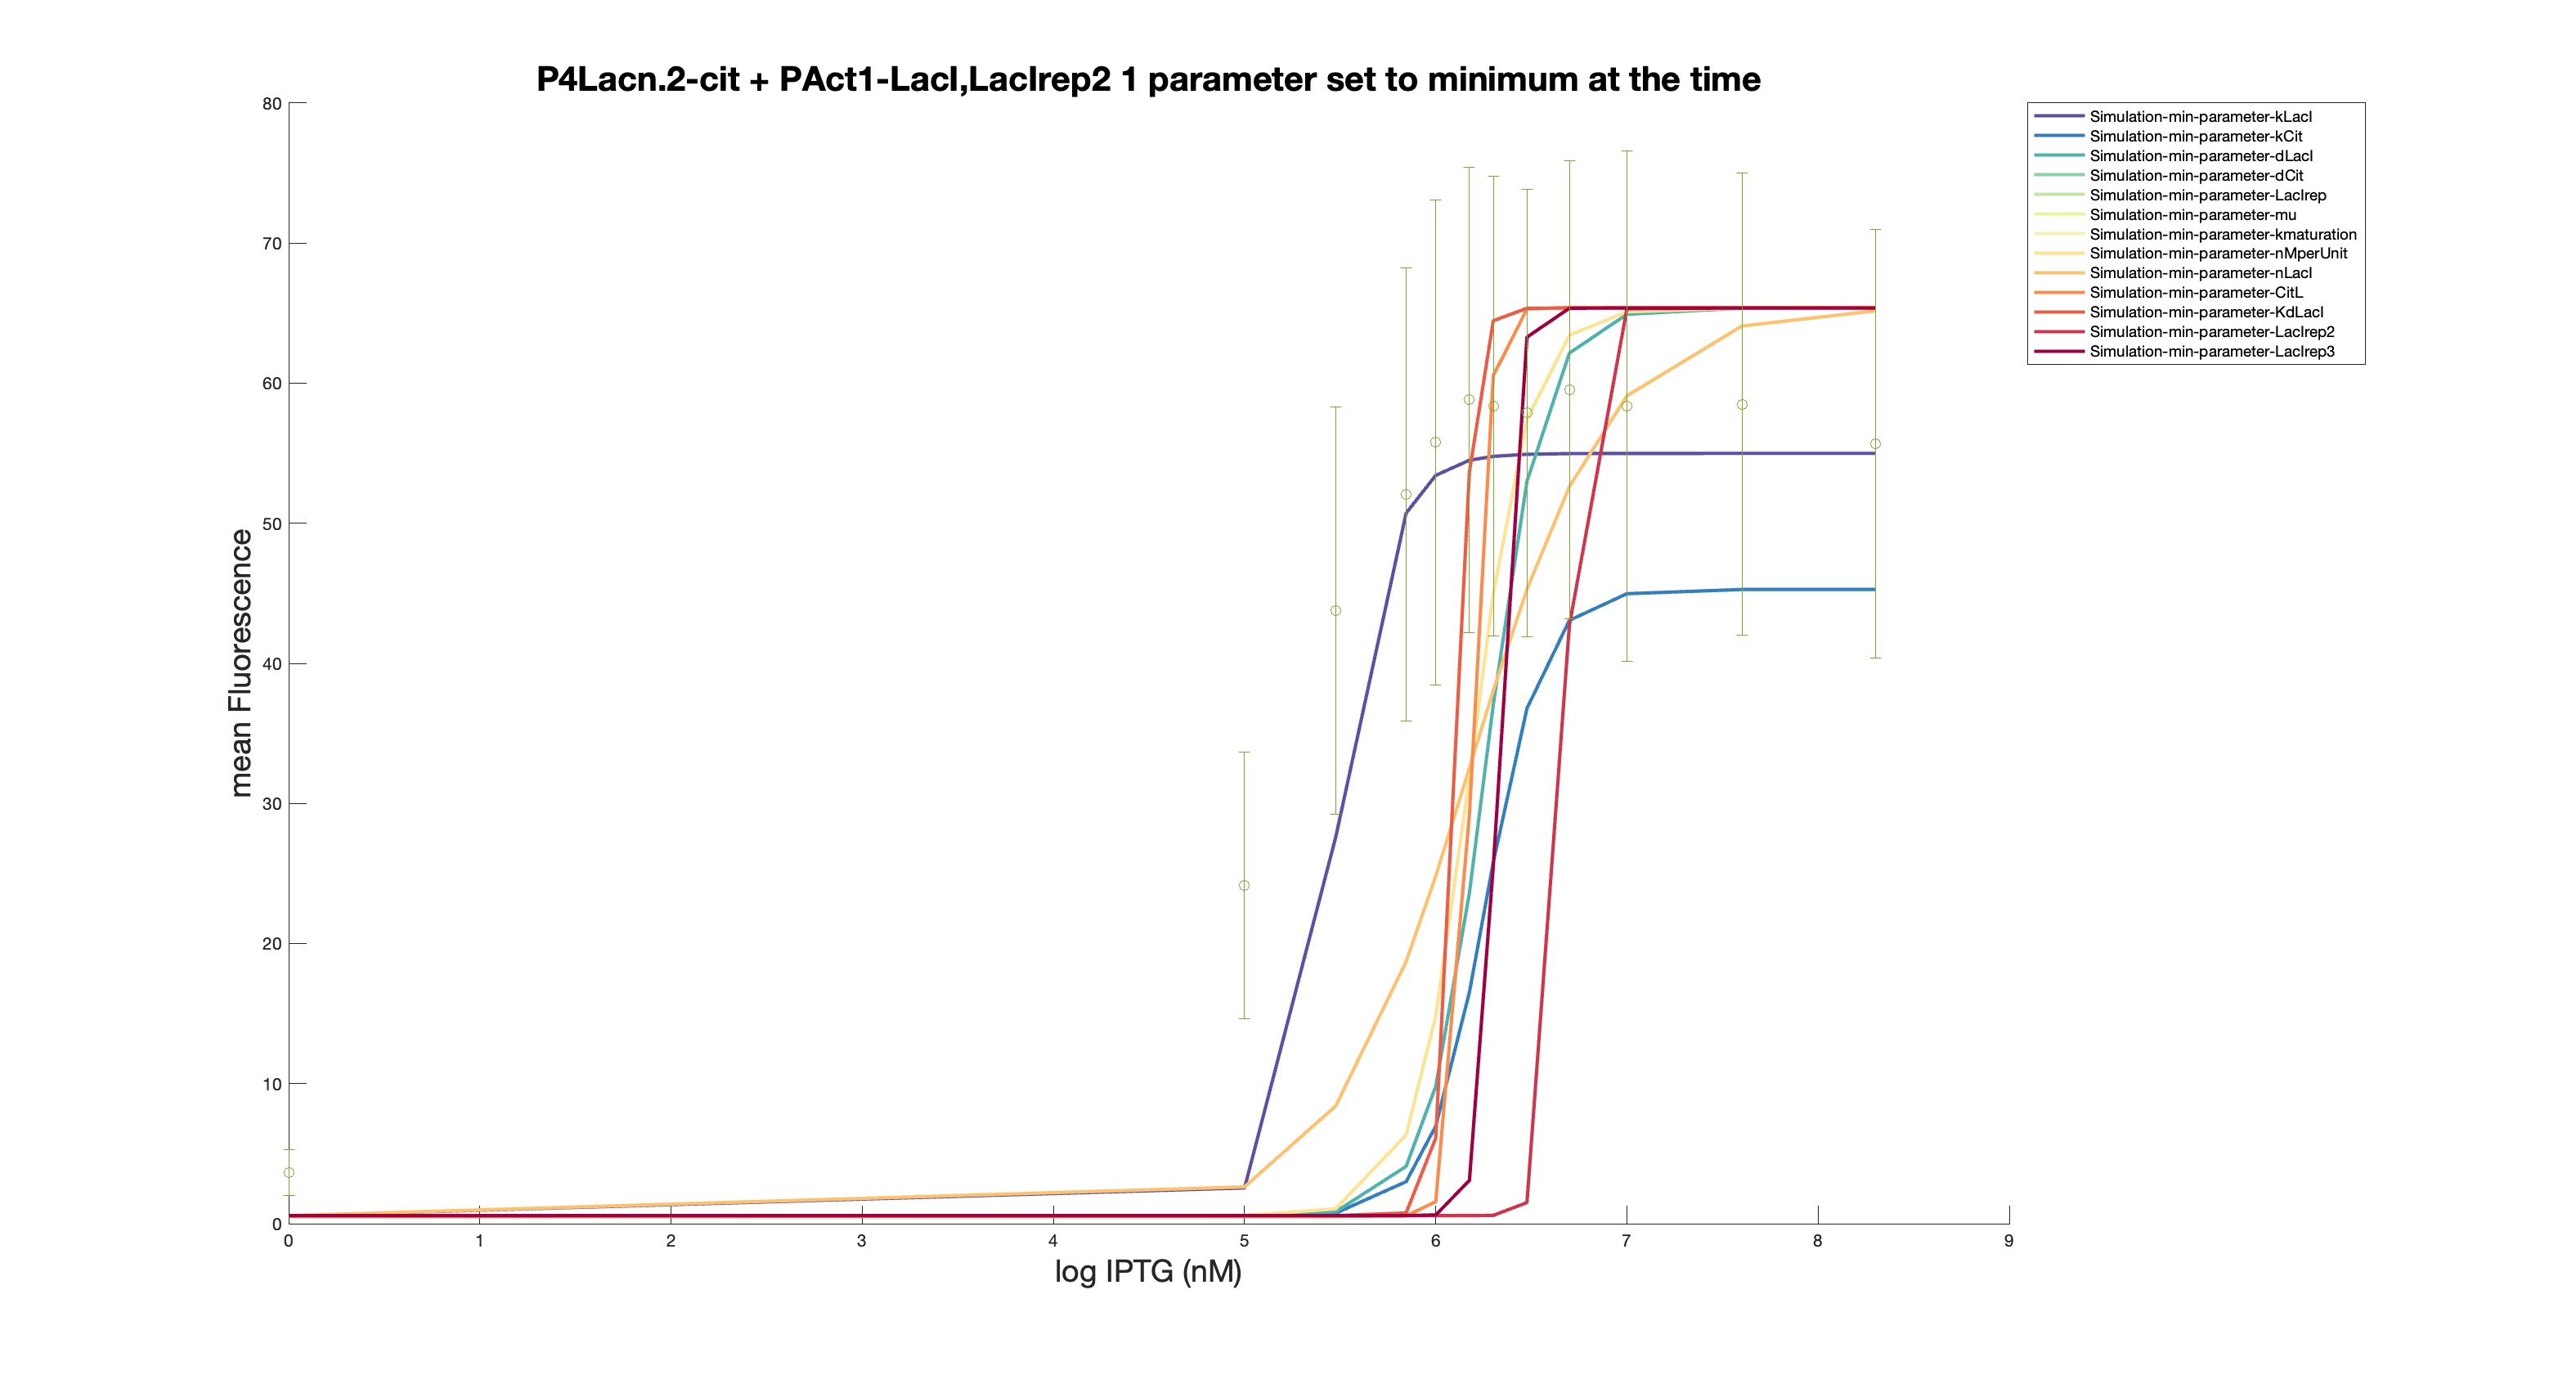 P4Lacn.2-cit + PAct1-LacI,LacIrep2 1 parameter set to minimum at the time
80
70
60
50
40
30
20
10
0
mean Fluorescence
0 1 2 3 4 5 6 7 8 9
log IPTG (nM)
Simulation-min-parameter-kLacI
Simulation-min-parameter-kCit
Simulation-min-parameter-dLacI
Simulation-min-parameter-dCit
Simulation-min-parameter-LacIrep
Simulation-min-parameter-mu
Simulation-min-parameter-kmaturation
Simulation-min-parameter-nMperUnit
Simulation-min-parameter-nLacI
Simulation-min-parameter-CitL
Simulation-min-parameter-KdLacI
Simulation-min-parameter-LacIrep2
Simulation-min-parameter-LacIrep3